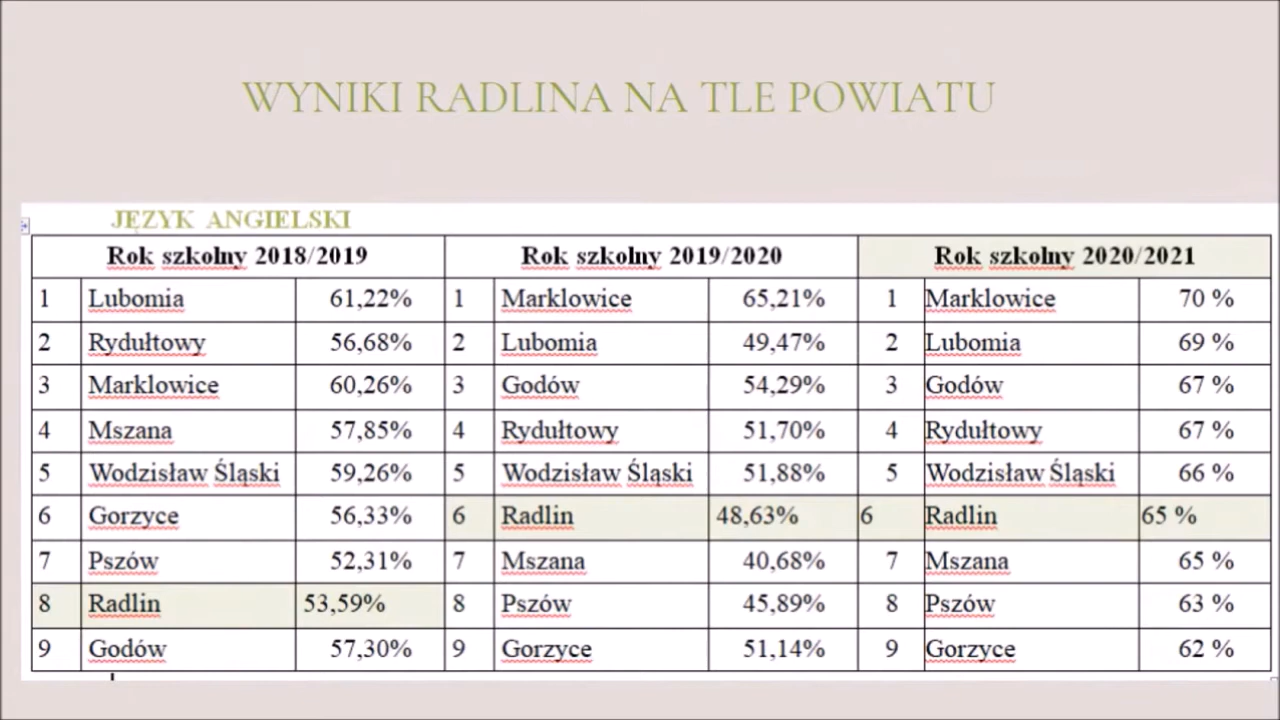 WYNIKI RADLINA NA TLE POWIATU
JĘZYK ANGIELSKI
Rok szkolny 2018/2019 Rok szkolny 2019/2020 Rok szkolny 2020/2021
1 Lubomia 61,22% 1 Marklowice 65,21% 1 Marklowice 70 %
2 Rydułtowy 56,68% 2 Lubomia 49,47% 2 Lubomia 69 %
3 Marklowice 60,26% 3 Godów 54,29% 3 Godów 67 %
4 Mszana 57,85% 4 Rydułtowy 51,70% 4 Rydułtowy 67 %
5 Wodzisław Śląski 59,26% 5 Wodzisław Śląski 51,88% 5 Wodzisław Śląski 66 %
6 Gorzyce 56,33% 6 Radlin 48,63% 6 Radlin 65 %
7 Pszów 52,31% 7 Mszana 40,68% 7 Mszana 65 %
8 Radlin 53,59% 8 Pszów 45,89% 8 Pszów 63 %
9 Godów 57,30% 9 Gorzyce 51,14% 9 Gorzyce 62 %